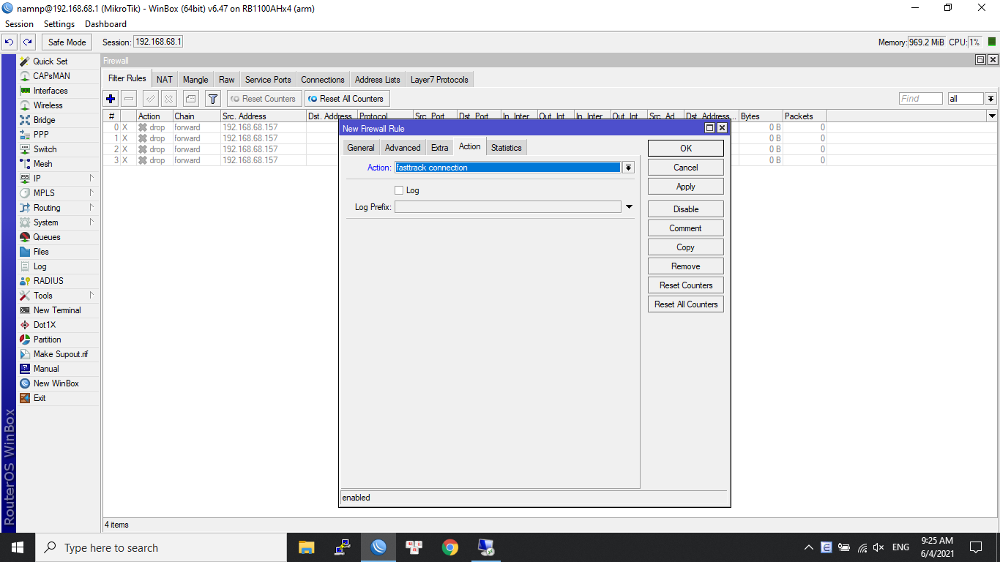 namnp@192.168.68.1 (MikroTik) - WinBox (64bit) v6.47 on RB1100AHx4 (arm)
Session Settings Dashboard
Safe Mode Session: 192.168.68.1 Memory: 969.2 MiB CPU: 1%
Quick Set
CAPsMAN
Interfaces
Wireless
Bridge
PPP
Switch
Mesh
IP
MPLS
Routing
System
Queues
Files
Log
RADIUS
Tools
New Terminal
Dot1X
Partition
Make Supout.rif
Manual
New WinBox
Exit
RouterOS WinBox
Firewall
Filter Rules NAT Mangle Raw Service Ports Connections Address Lists Layer7 Protocols
Reset Counters Reset All Counters Find all
# Action Chain Src. Address Dst. Address Protocol Src. Port Dst. Port In. Inter... Out. Int... In. Inter... Out. Int... Src. Ad... Dst. Address... Bytes Packets
0 X drop forward 192.168.68.157 0 B 0
1 X drop forward 192.168.68.157 0 B 0
2 X drop forward 192.168.68.157 0 B 0
3 X drop forward 192.168.68.157 0 B 0
New Firewall Rule
General Advanced Extra Action Statistics
Action: fasttrack connection
Log
Log Prefix:
OK
Cancel
Apply
Disable
Comment
Copy
Remove
Reset Counters
Reset All Counters
enabled
4 items
Type here to search
ENG
9:25 AM
6/4/2021